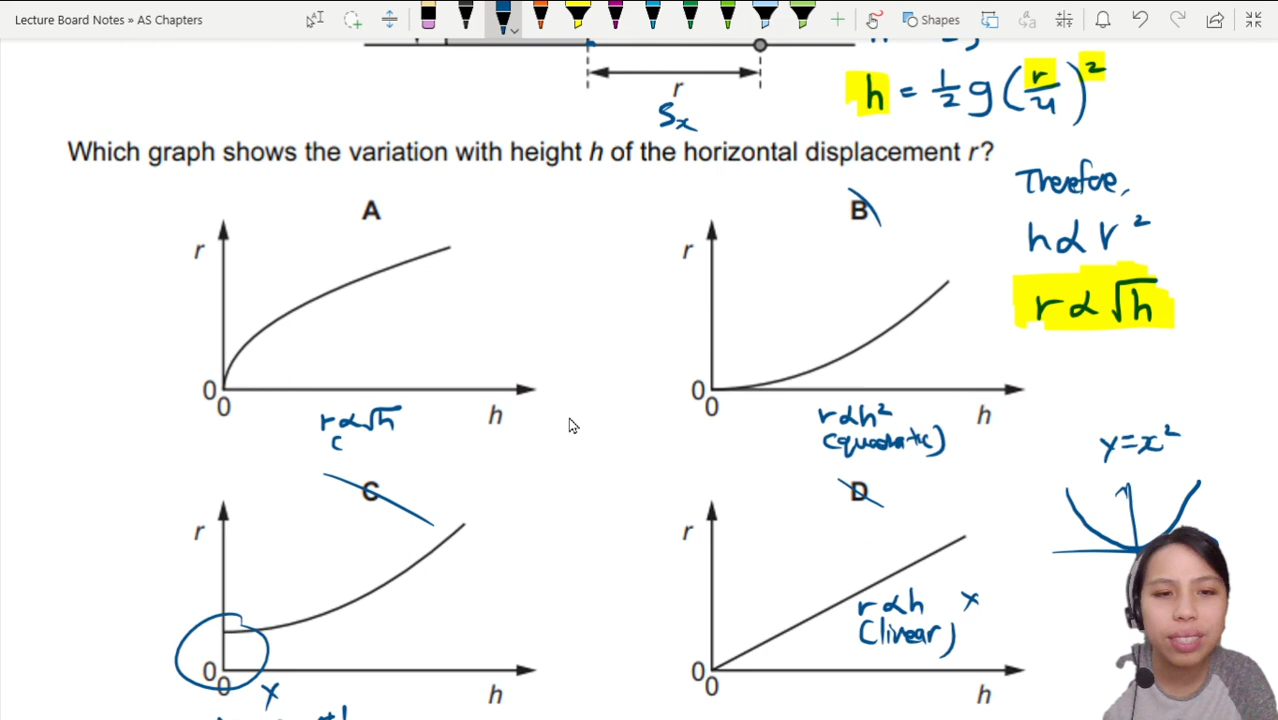 Lecture Board Notes » AS Chapters
Shapes
r
Sx
h = 1/2 g (r/u)²
Which graph shows the variation with height h of the horizontal displacement r?
Therefore,
h ∝ r²
r ∝ √h
A
r
0
0
h
r ∝ √h
(
B
r
0
0
h
r ∝ h²
(quadratic)
y = x²
C
r
0
0
h
x
D
r
0
0
h
r ∝ h x
(linear)